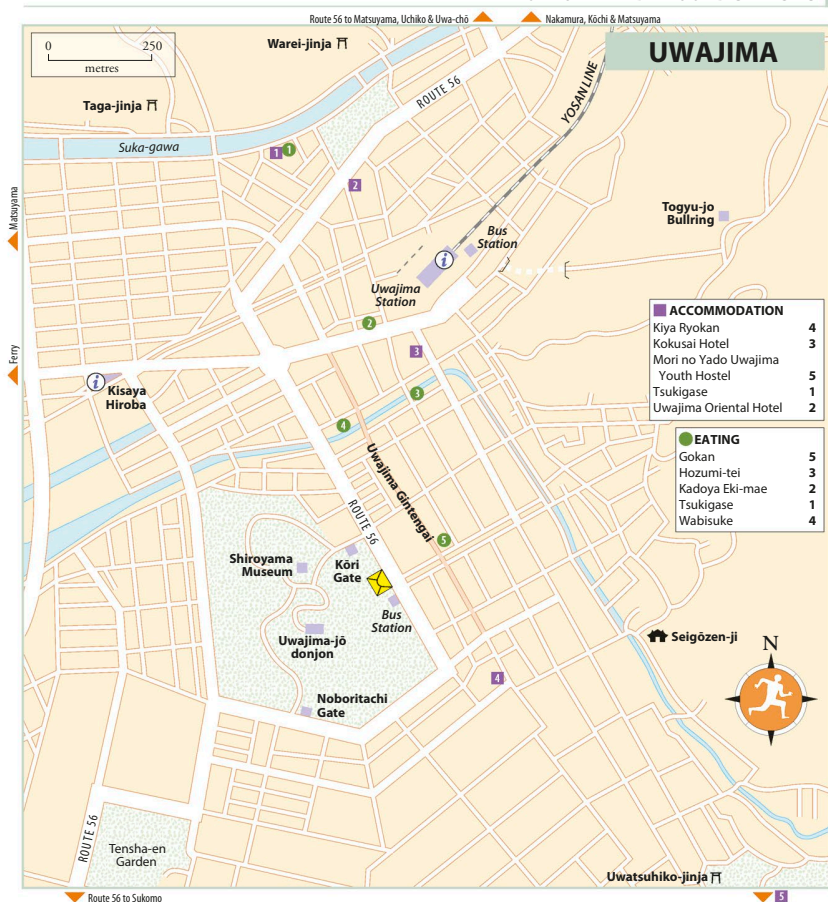 Route 56 to Matsuyama, Uchiko & Uwa-chō
Nakamura, Kōchi & Matsuyama
0 250
metres
Warei-jinja
UWAJIMA
ROUTE 56
YOSAN LINE
Taga-jinja
Suka-gawa
1
1
2
Matsuyama
Togyu-jo
Bullring
Bus
Station
i
Uwajima
Station
ACCOMMODATION
Kiya Ryokan 4
Kokusai Hotel 3
Mori no Yado Uwajima
Youth Hostel 5
Tsukigase 1
Uwajima Oriental Hotel 2
2
3
Ferry
i
Kisaya
Hiroba
3
4
EATING
Gokan 5
Hozumi-tei 3
Kadoya Eki-mae 2
Tsukigase 1
Wabisuke 4
Uwajima Gintengai
ROUTE 56
5
Shiroyama
Museum
Kōri
Gate
Bus
Station
Uwajima-jō
donjon
Seigōzen-ji
N
4
Noboritachi
Gate
ROUTE 56
Tensha-en
Garden
Uwatsuhiko-jinja
Route 56 to Sukomo
5